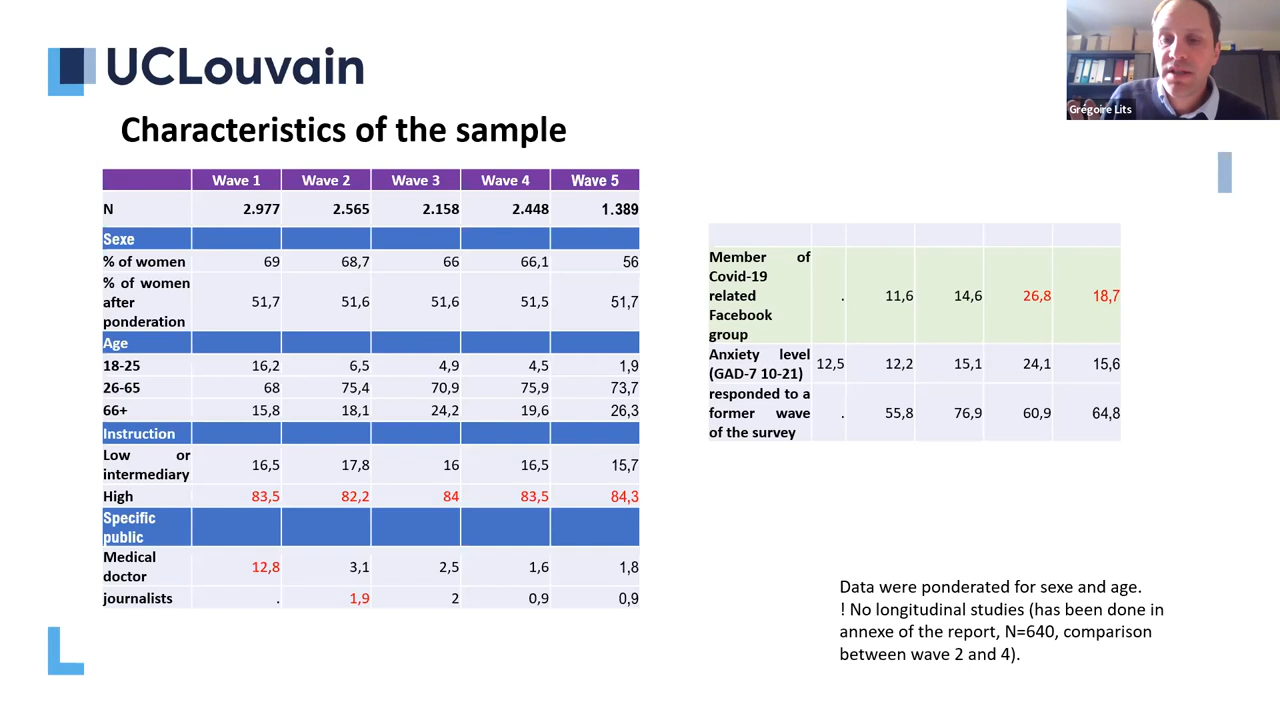 UCLouvain
Grégoire Lits
Characteristics of the sample
Wave 1 Wave 2 Wave 3 Wave 4 Wave 5
N 2.977 2.565 2.158 2.448 1.389
Sexe
% of women 69 68,7 66 66,1 56
% of women
after
ponderation 51,7 51,6 51,6 51,5 51,7
Age
18-25 16,2 6,5 4,9 4,5 1,9
26-65 68 75,4 70,9 75,9 73,7
66+ 15,8 18,1 24,2 19,6 26,3
Instruction
Low or
intermediary 16,5 17,8 16 16,5 15,7
High 83,5 82,2 84 83,5 84,3
Specific
public
Medical
doctor 12,8 3,1 2,5 1,6 1,8
journalists . 1,9 2 0,9 0,9
Member of
Covid-19
related . 11,6 14,6 26,8 18,7
Facebook
group
Anxiety level
(GAD-7 10-21) 12,5 12,2 15,1 24,1 15,6
responded to a
former wave . 55,8 76,9 60,9 64,8
of the survey
Data were ponderated for sexe and age.
! No longitudinal studies (has been done in
annexe of the report, N=640, comparison
between wave 2 and 4).